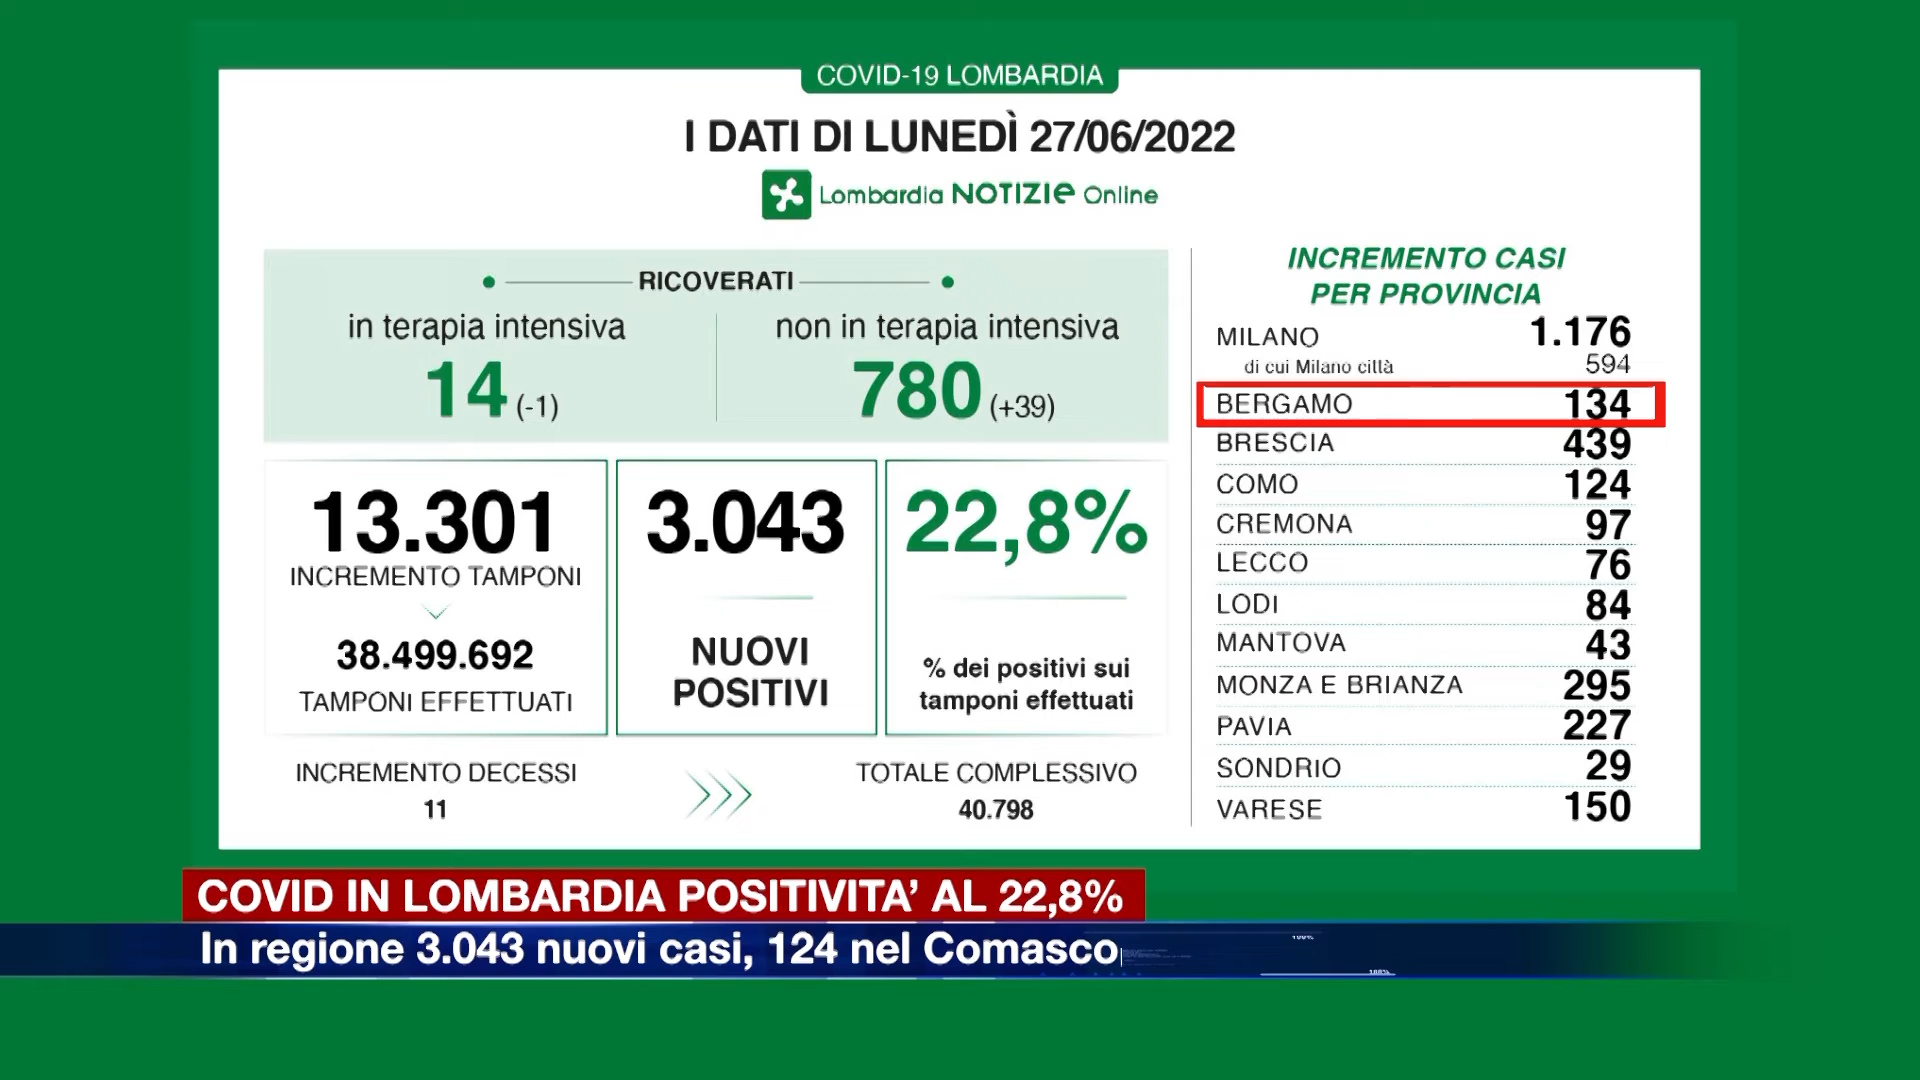 COVID-19 LOMBARDIA
I DATI DI LUNEDÌ 27/06/2022
Lombardia NOTIZIE Online
RICOVERATI
in terapia intensiva
14 (-1)
non in terapia intensiva
780 (+39)
13.301
INCREMENTO TAMPONI
38.499.692
TAMPONI EFFETTUATI
3.043
NUOVI
POSITIVI
22,8%
% dei positivi sui
tamponi effettuati
INCREMENTO DECESSI
11
TOTALE COMPLESSIVO
40.798
INCREMENTO CASI
PER PROVINCIA
MILANO 1.176
di cui Milano città 594
BERGAMO 134
BRESCIA 439
COMO 124
CREMONA 97
LECCO 76
LODI 84
MANTOVA 43
MONZA E BRIANZA 295
PAVIA 227
SONDRIO 29
VARESE 150
COVID IN LOMBARDIA POSITIVITA’ AL 22,8%
In regione 3.043 nuovi casi, 124 nel Comasco
100%
100%